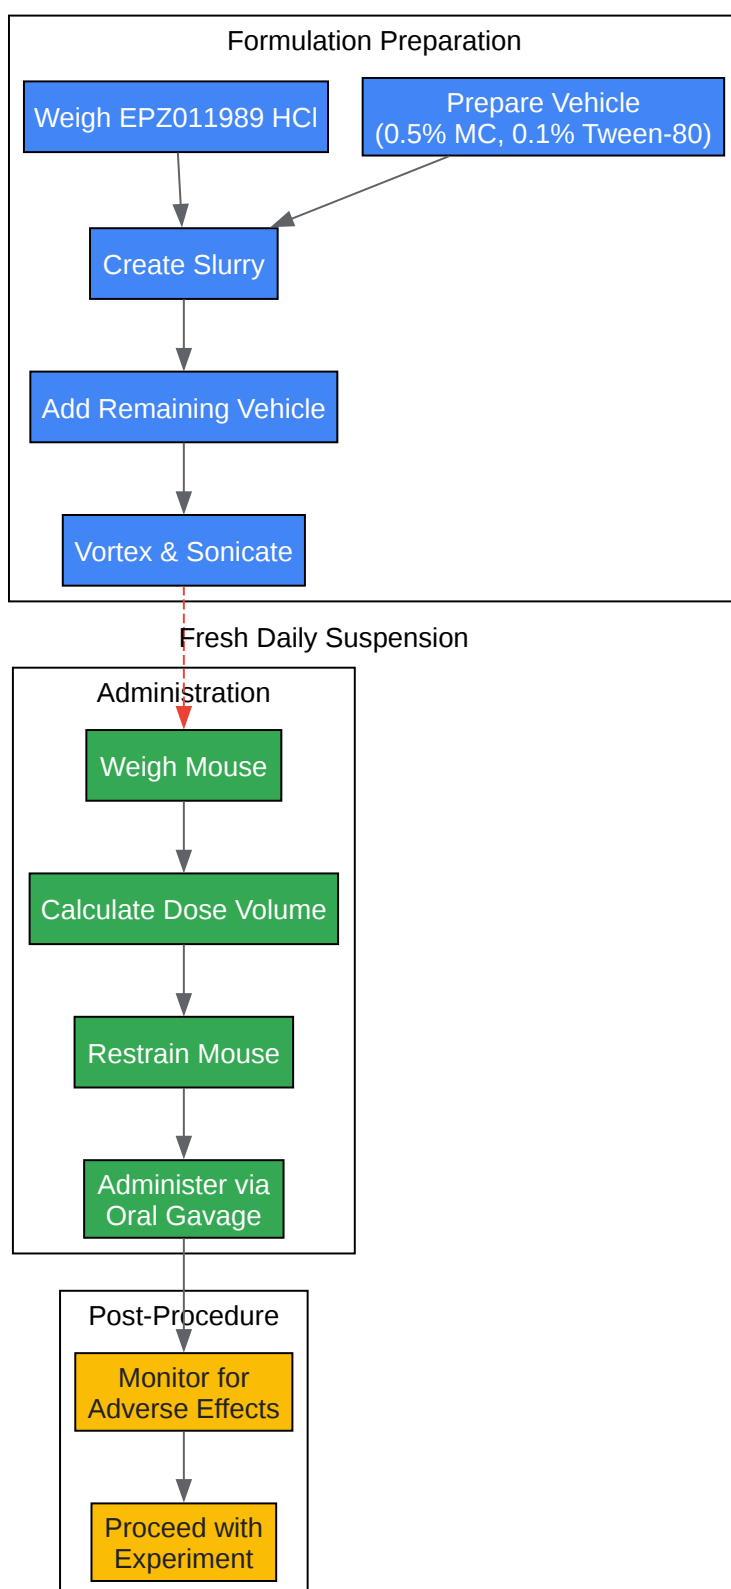 Formulation Preparation
Weigh EPZ011989 HCl
Prepare Vehicle
(0.5% MC, 0.1% Tween-80)
Create Slurry
Add Remaining Vehicle
Vortex & Sonicate
Fresh Daily Suspension
Administration
Weigh Mouse
Calculate Dose Volume
Restrain Mouse
Administer via
Oral Gavage
Post-Procedure
Monitor for
Adverse Effects
Proceed with
Experiment